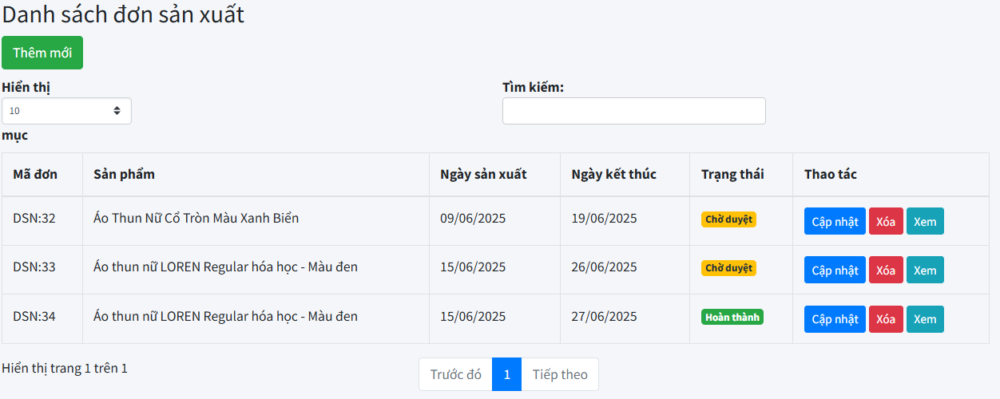 Danh sách đơn sản xuất
Thêm mới
Hiển thị
Tìm kiếm:
10
mục
Mã đơn Sản phẩm Ngày sản xuất Ngày kết thúc Trạng thái Thao tác
DSN:32 Áo Thun Nữ Cổ Tròn Màu Xanh Biển 09/06/2025 19/06/2025 Chờ duyệt Cập nhật Xóa Xem
DSN:33 Áo thun nữ LOREN Regular hóa học - Màu đen 15/06/2025 26/06/2025 Chờ duyệt Cập nhật Xóa Xem
DSN:34 Áo thun nữ LOREN Regular hóa học - Màu đen 15/06/2025 27/06/2025 Hoàn thành Cập nhật Xóa Xem
Hiển thị trang 1 trên 1
Trước đó 1 Tiếp theo